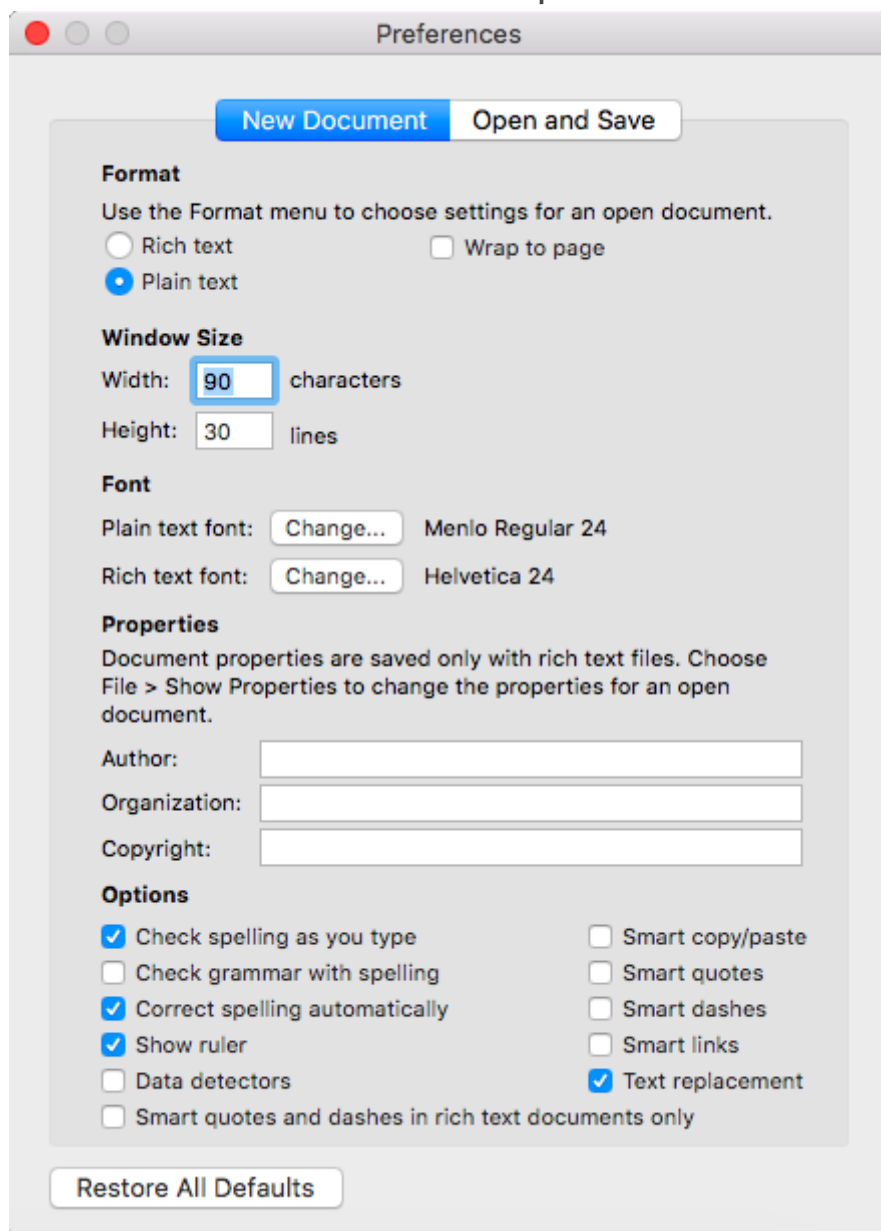 Preferences
New Document Open and Save
Format
Use the Format menu to choose settings for an open document.
Rich text Wrap to page
Plain text
Window Size
Width: 90 characters
Height: 30 lines
Font
Plain text font: Change... Menlo Regular 24
Rich text font: Change... Helvetica 24
Properties
Document properties are saved only with rich text files. Choose
File > Show Properties to change the properties for an open
document.
Author:
Organization:
Copyright:
Options
Check spelling as you type Smart copy/paste
Check grammar with spelling Smart quotes
Correct spelling automatically Smart dashes
Show ruler Smart links
Data detectors Text replacement
Smart quotes and dashes in rich text documents only
Restore All Defaults